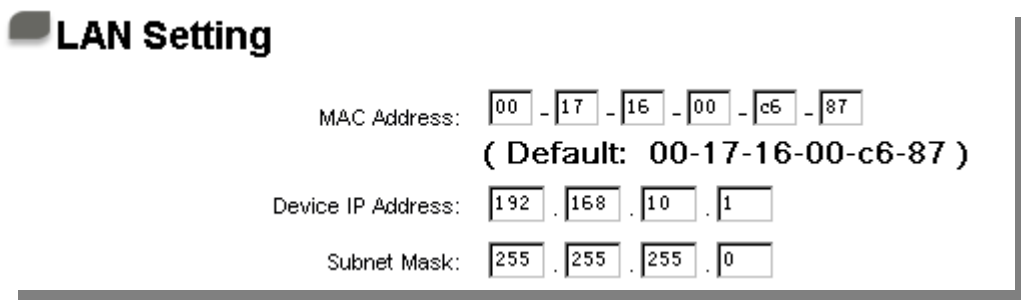 LAN Setting
MAC Address: 00 - 17 - 16 - 00 - c6 - 87
( Default: 00-17-16-00-c6-87 )
Device IP Address: 192 . 168 . 10 . 1
Subnet Mask: 255 . 255 . 255 . 0